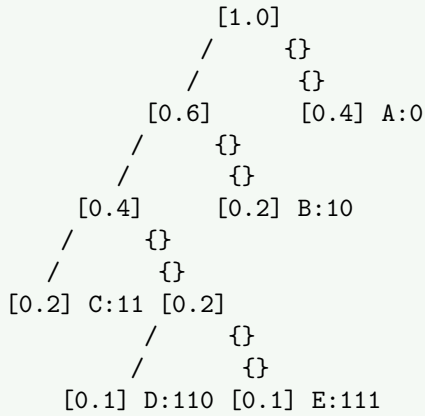 [1.0]
/ {}
/ {}
[0.6] [0.4] A:0
/ {}
/ {}
[0.4] [0.2] B:10
/ {}
/ {}
[0.2] C:11 [0.2]
/ {}
/ {}
[0.1] D:110 [0.1] E:111